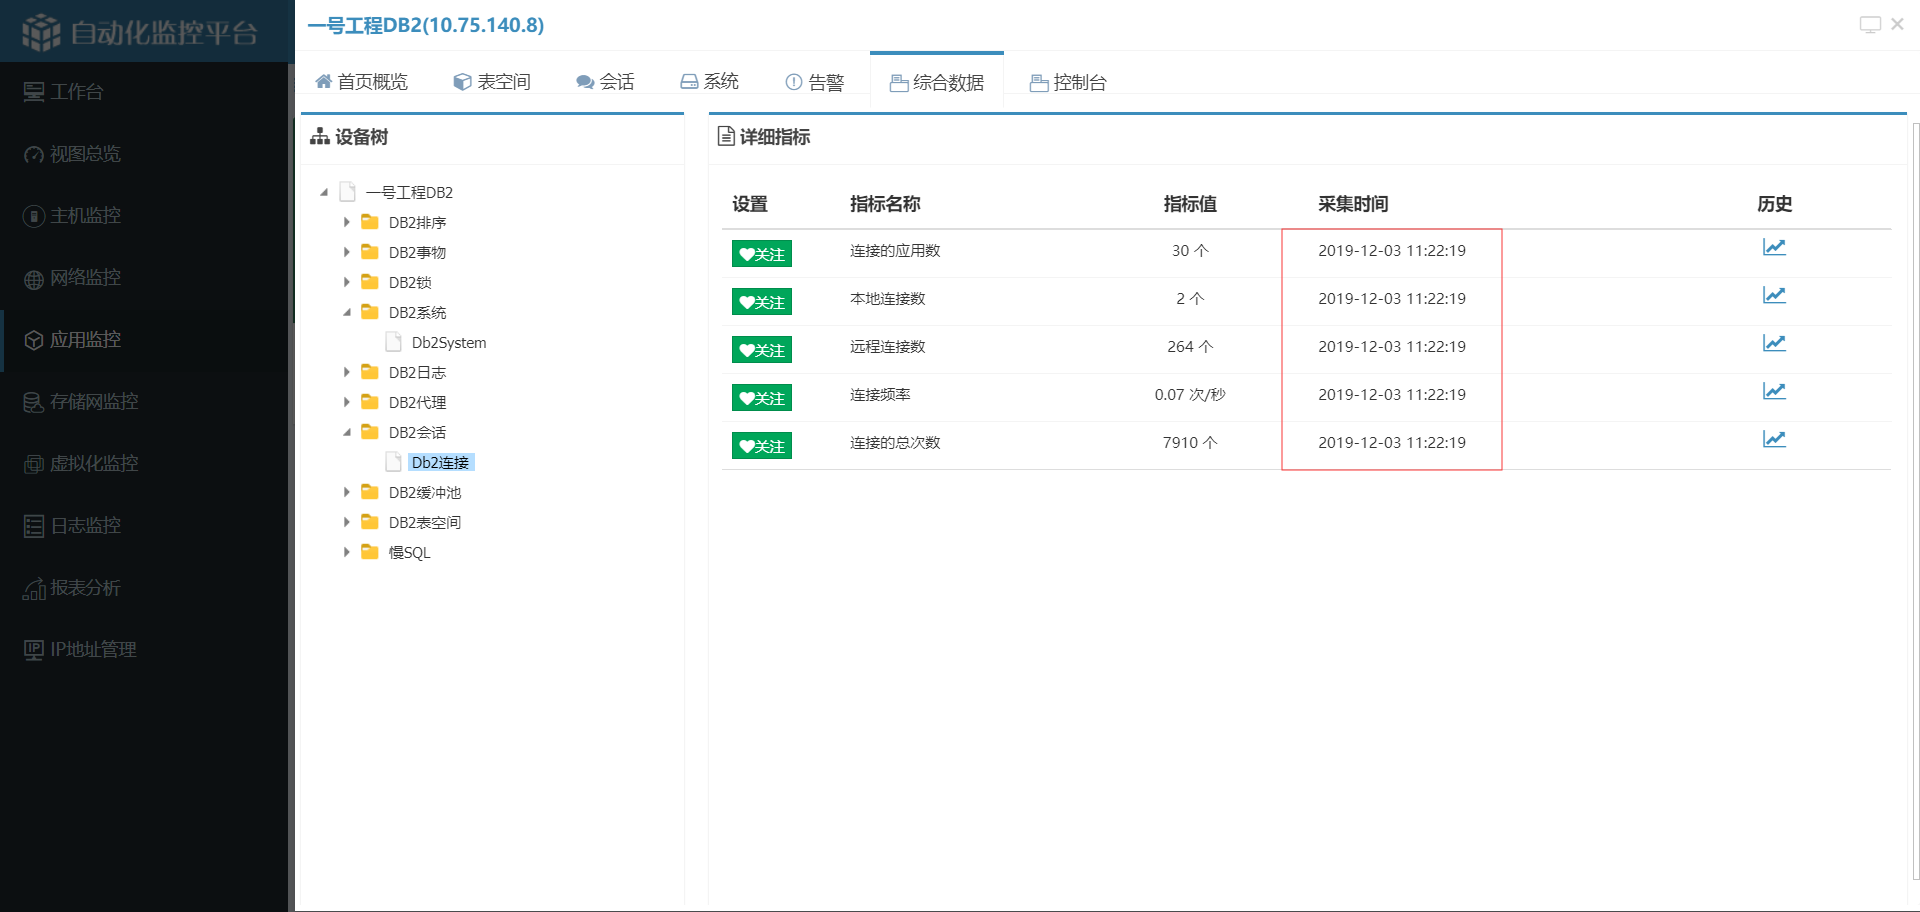 自动化监控平台
工作台
视图总览
主机监控
网络监控
应用监控
存储网监控
虚拟化监控
日志监控
报表分析
IP地址管理
一号工程DB2(10.75.140.8)
首页概览 表空间 会话 系统 告警 综合数据 控制台
设备树
一号工程DB2
DB2排序
DB2事物
DB2锁
DB2系统
Db2System
DB2日志
DB2代理
DB2会话
Db2连接
DB2缓冲池
DB2表空间
慢SQL
详细指标
设置 指标名称 指标值 采集时间 历史
关注 连接的应用数 30 个 2019-12-03 11:22:19
关注 本地连接数 2 个 2019-12-03 11:22:19
关注 远程连接数 264 个 2019-12-03 11:22:19
关注 连接频率 0.07 次/秒 2019-12-03 11:22:19
关注 连接的总次数 7910 个 2019-12-03 11:22:19